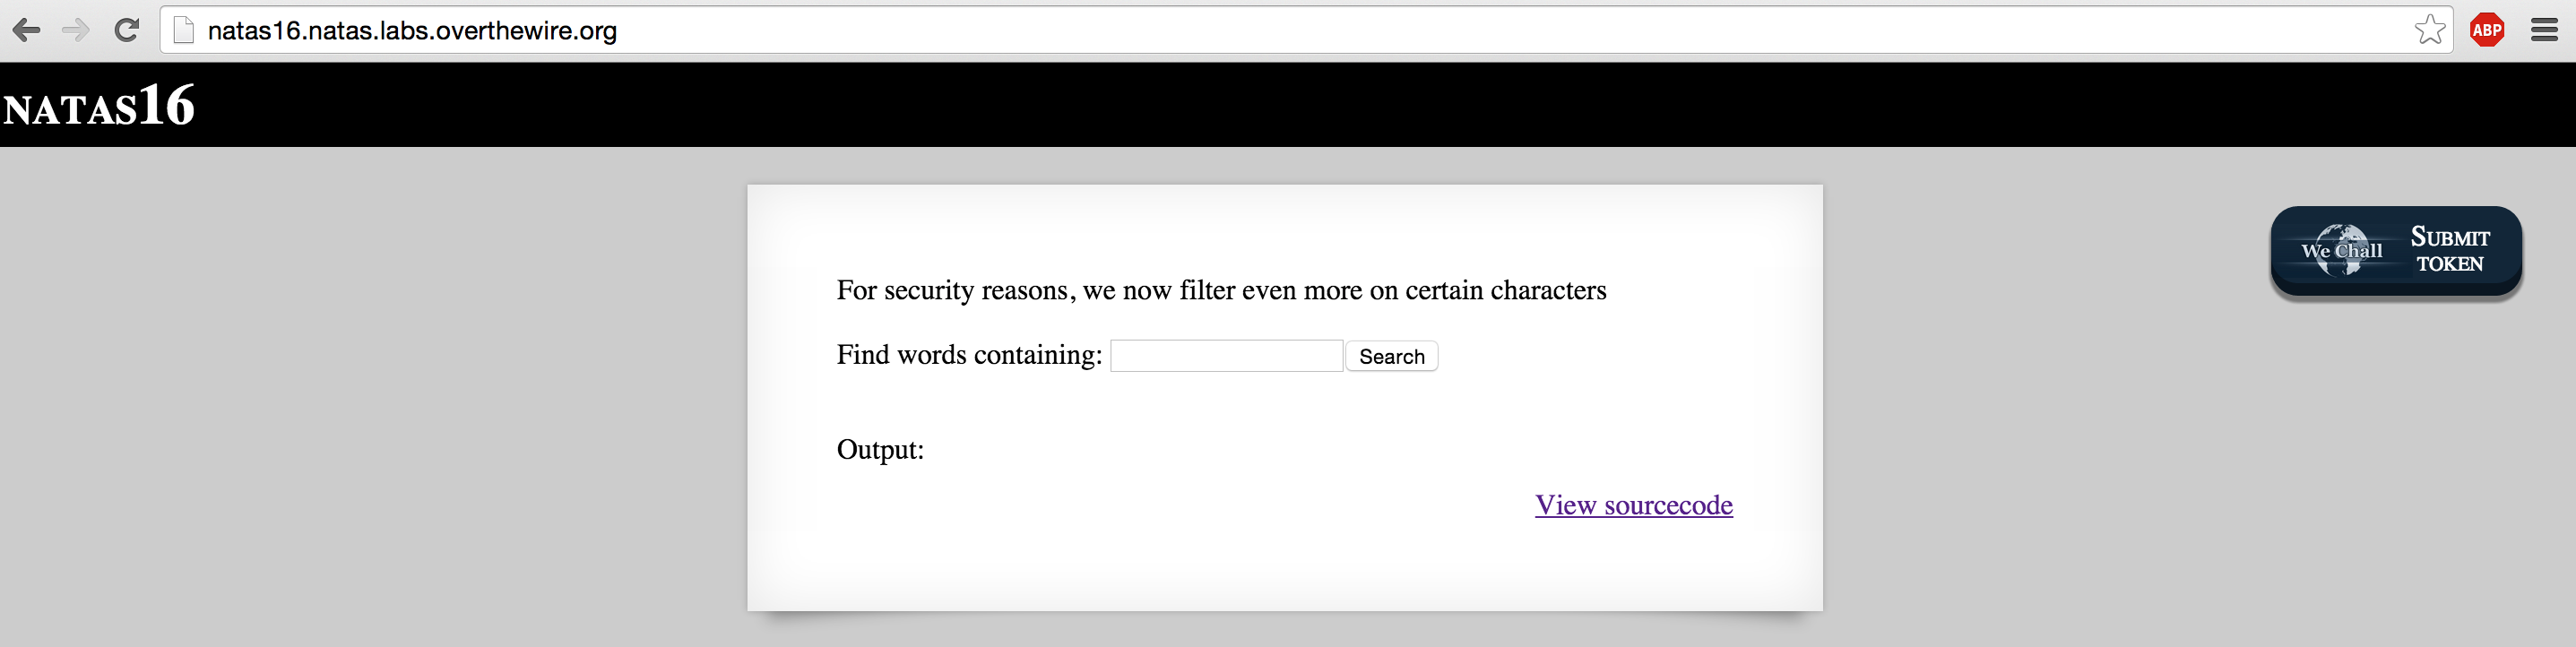 natas16.natas.labs.overthewire.org
ABP
NATAS16
For security reasons, we now filter even more on certain characters
Find words containing:
Search
We Chall
SUBMIT
TOKEN
Output:
View sourcecode